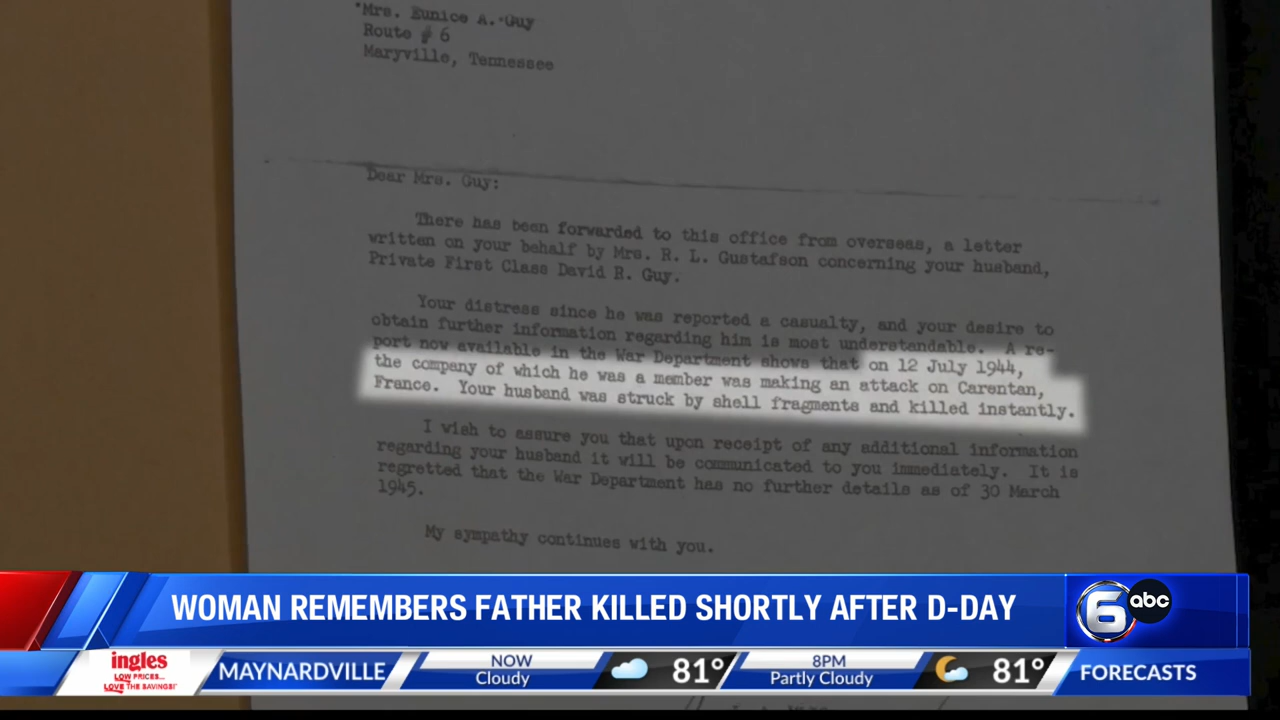 Mrs. Eunice A. Guy
Route # 6
Maryville, Tennessee
Dear Mrs. Guy:
There has been forwarded to this office from overseas, a letter
written on your behalf by Mrs. R. L. Gustafson concerning your husband,
Private First Class David R. Guy.
Your distress since he was reported a casualty, and your desire to
obtain further information regarding him is most understandable. A re-
port now available in the War Department shows that on 12 July 1944,
the company of which he was a member was making an attack on Carentan,
France. Your husband was struck by shell fragments and killed instantly.
I wish to assure you that upon receipt of any additional information
regarding your husband it will be communicated to you immediately. It is
regretted that the War Department has no further details as of 30 March
1945.
My sympathy continues with you.
WOMAN REMEMBERS FATHER KILLED SHORTLY AFTER D-DAY
6 abc
ingles
LOW PRICES...
LOVE THE SAVINGS!
MAYNARDVILLE
NOW
Cloudy
81°
8PM
Partly Cloudy
81°
FORECASTS